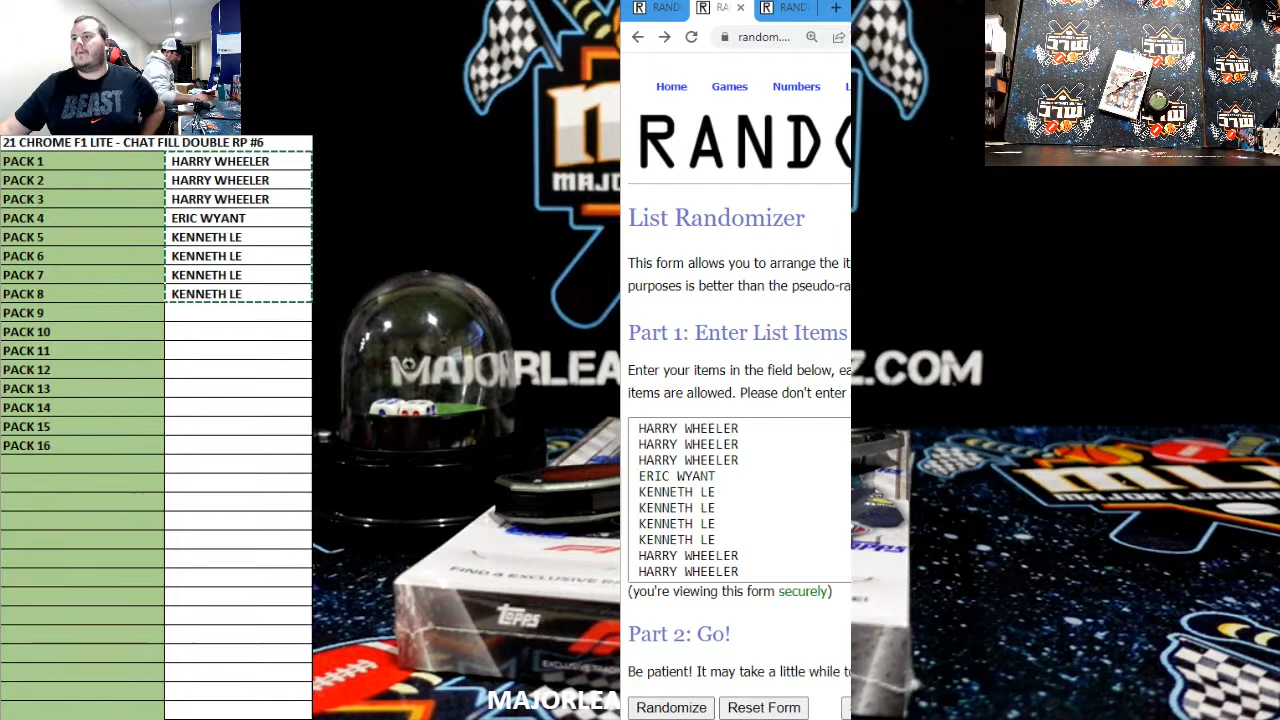 BEAST
21 CHROME F1 LITE - CHAT FILL DOUBLE RP #6
PACK 1 HARRY WHEELER
PACK 2 HARRY WHEELER
PACK 3 HARRY WHEELER
PACK 4 ERIC WYANT
PACK 5 KENNETH LE
PACK 6 KENNETH LE
PACK 7 KENNETH LE
PACK 8 KENNETH LE
PACK 9
PACK 10
PACK 11
PACK 12
PACK 13
PACK 14
PACK 15
PACK 16
RAND
RAND
random....
Home Games Numbers L
RANDO
List Randomizer
This form allows you to arrange the it
purposes is better than the pseudo-ra
Part 1: Enter List Items
Enter your items in the field below, ea
items are allowed. Please don't enter
HARRY WHEELER
HARRY WHEELER
HARRY WHEELER
ERIC WYANT
KENNETH LE
KENNETH LE
KENNETH LE
KENNETH LE
HARRY WHEELER
HARRY WHEELER
(you're viewing this form securely)
Part 2: Go!
Be patient! It may take a little while to
Randomize Reset Form
MAJORLEA
Z.COM
topps
MAJORLEA